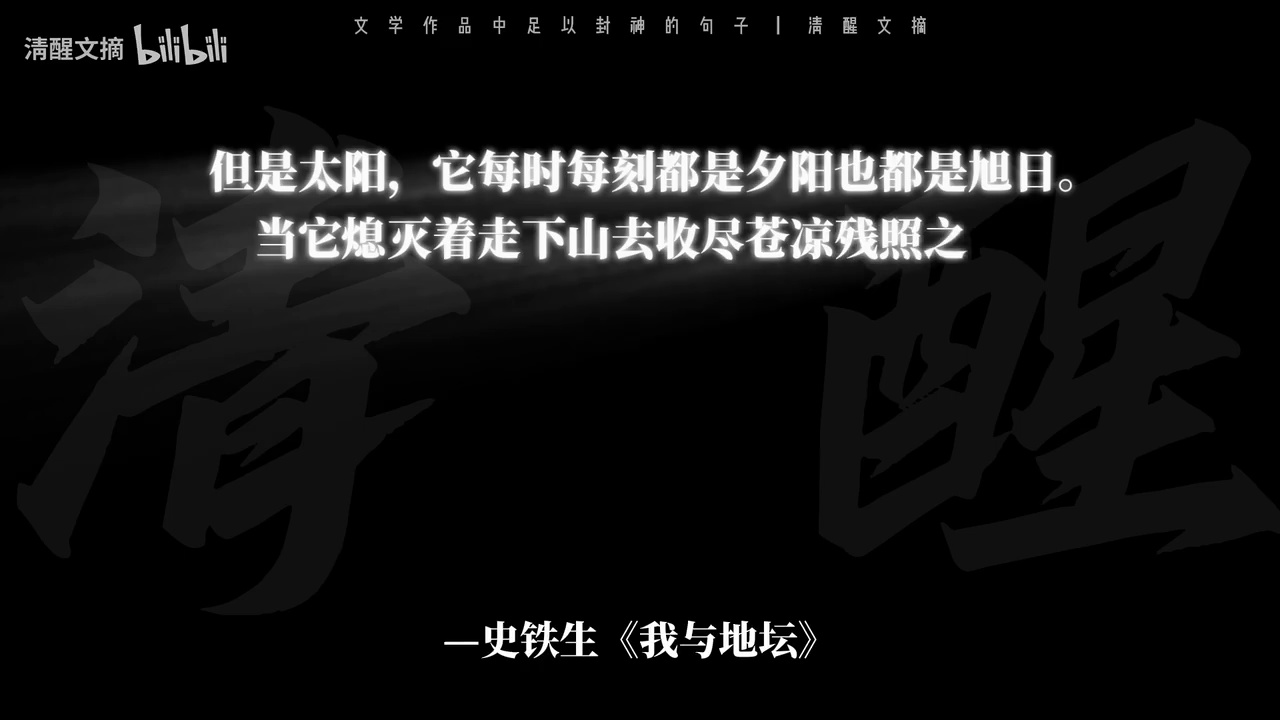 文学作品中足以封神的句子 | 清醒文摘
清醒文摘 bilibili
但是太阳，它每时每刻都是夕阳也都是旭日。
当它熄灭着走下山去收尽苍凉残照之
清醒
—史铁生《我与地坛》